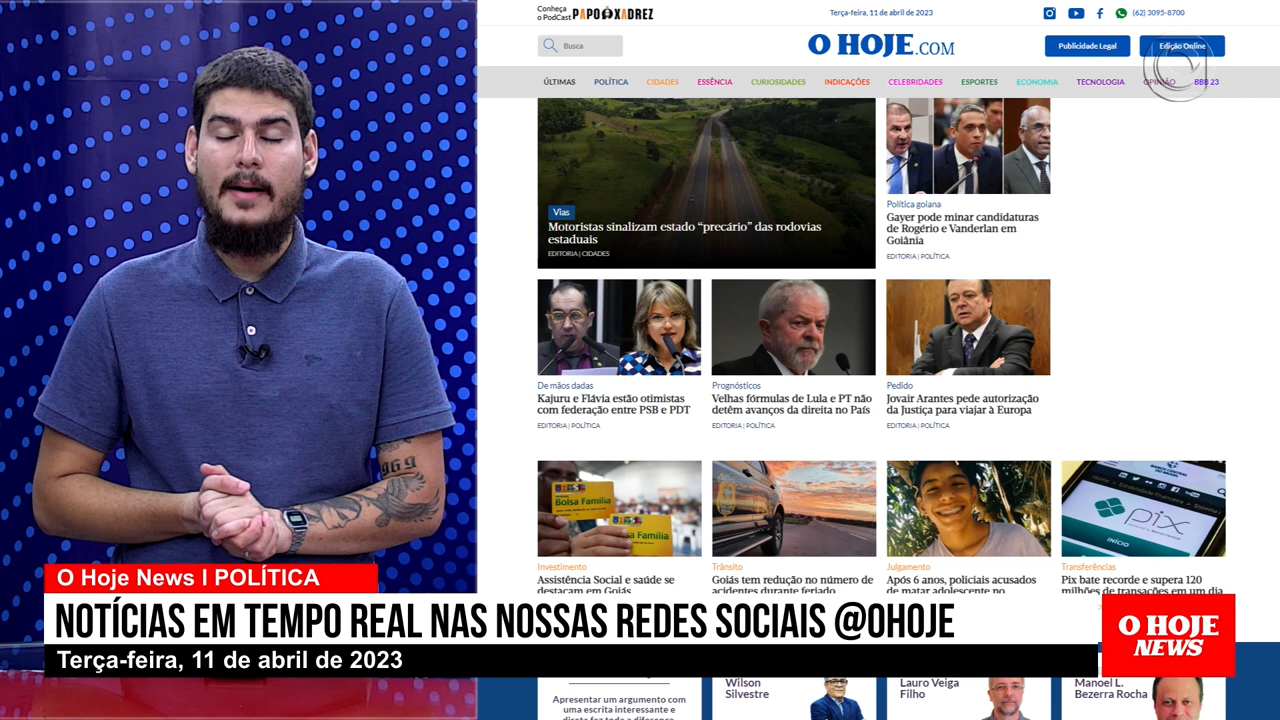 Conheça
o PodCast PAPO XADREZ
Terça-feira, 11 de abril de 2023
(62) 3095-8700
Busca
O HOJE.COM
Publicidade Legal
Edição Online
ÚLTIMAS POLÍTICA CIDADES ESSÊNCIA CURIOSIDADES INDICAÇÕES CELEBRIDADES ESPORTES ECONOMIA TECNOLOGIA OPINIÃO BBB 23
Vias
Motoristas sinalizam estado “precário” das rodovias
estaduais
EDITORIA | CIDADES
Política goiana
Gayer pode minar candidaturas
de Rogério e Vanderlan em
Goiânia
EDITORIA | POLÍTICA
De mãos dadas
Kajuru e Flávia estão otimistas
com federação entre PSB e PDT
EDITORIA | POLÍTICA
Prognósticos
Velhas fórmulas de Lula e PT não
detêm avanços da direita no País
EDITORIA | POLÍTICA
Pedido
Jovair Arantes pede autorização
da Justiça para viajar à Europa
EDITORIA | POLÍTICA
969
Bolsa Família
Família
BANCO CENTRAL
pix
INÍCIO
Investimento
Assistência Social e saúde se
destacam em Goiás
Trânsito
Goiás tem redução no número de
acidentes durante feriado
Julgamento
Após 6 anos, policiais acusados
de matar adolescente no
Transferências
Pix bate recorde e supera 120
milhões de transações em um dia
O Hoje News I POLÍTICA
NOTÍCIAS EM TEMPO REAL NAS NOSSAS REDES SOCIAIS @OHOJE
Terça-feira, 11 de abril de 2023
O HOJE
NEWS
Apresentar um argumento com
uma escrita interessante e
direta faz toda a diferença
Wilson
Silvestre
Lauro Veiga
Filho
Manoel L.
Bezerra Rocha